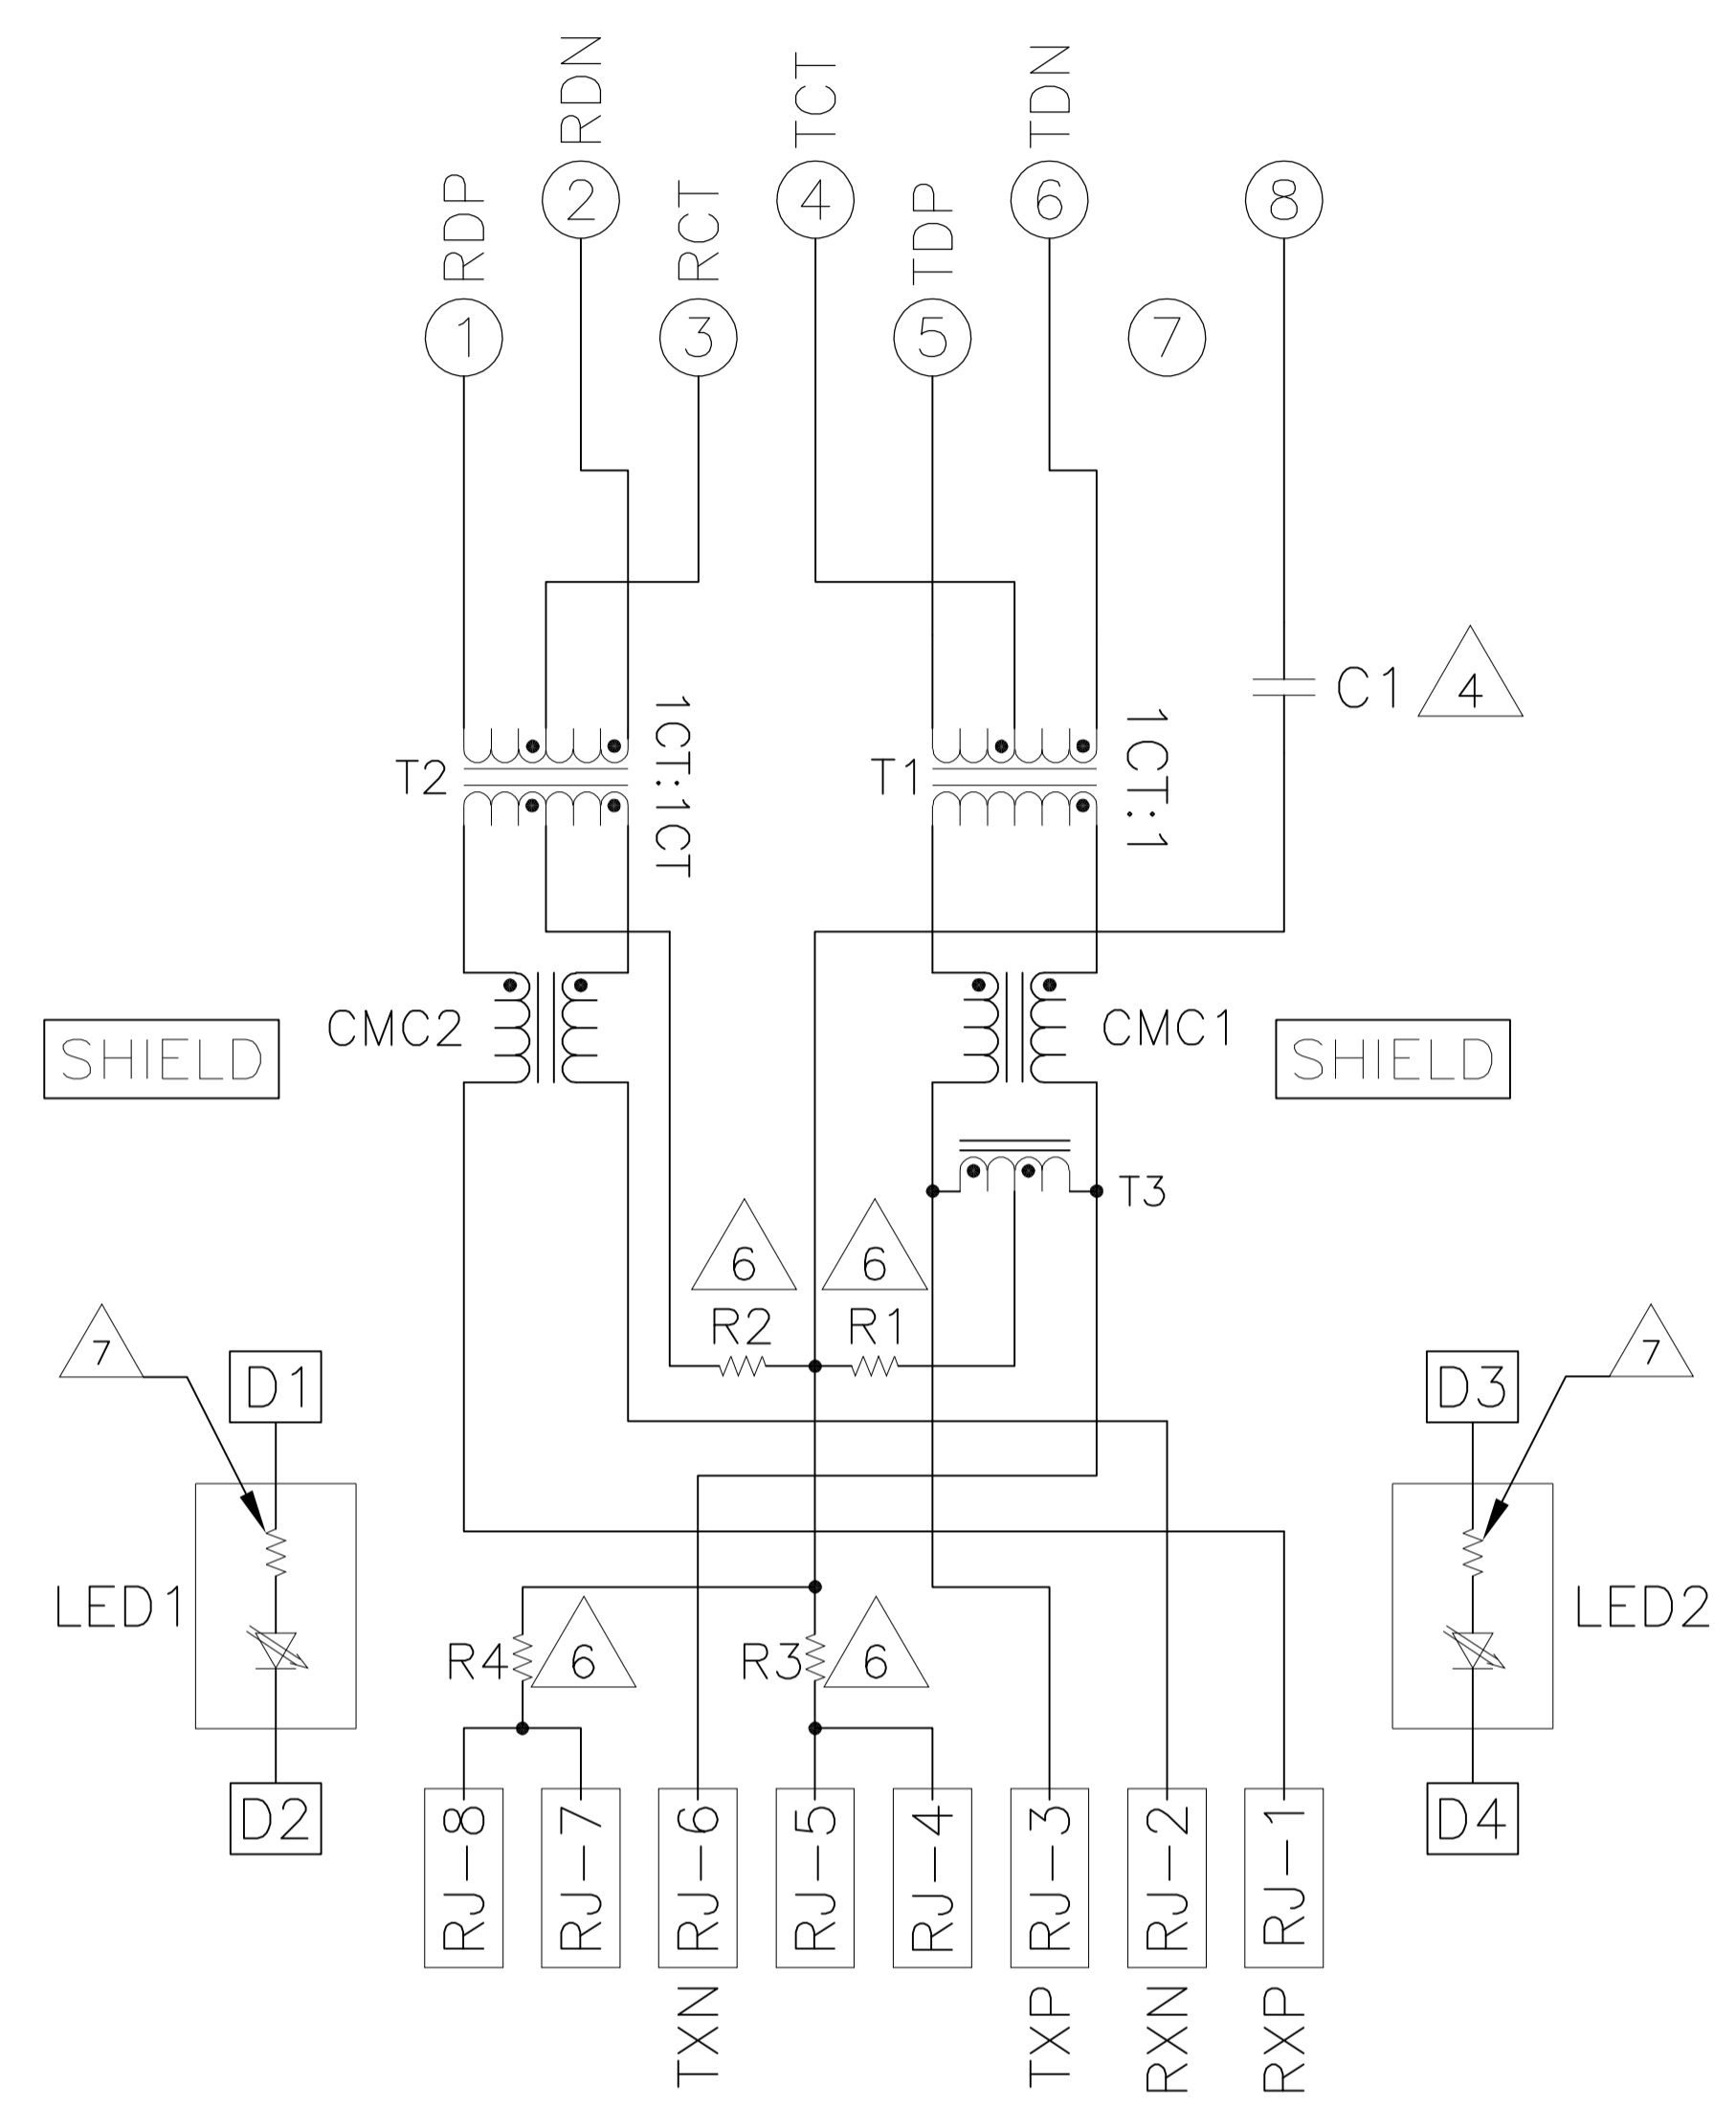 RDN
TCT
TDN
RDP
RCT
TDP
2
4
6
8
1
3
5
7
C1
4
T2
1CT:1CT
T1
1CT:1
SHIELD
CMC2
CMC1
SHIELD
T3
6
6
R2
R1
7
D1
D3
7
LED1
LED2
R4
6
R3
6
D2
D4
RJ-8
RJ-7
RJ-6
RJ-5
RJ-4
RJ-3
RJ-2
RJ-1
TXN
TXP
RXN
RXP